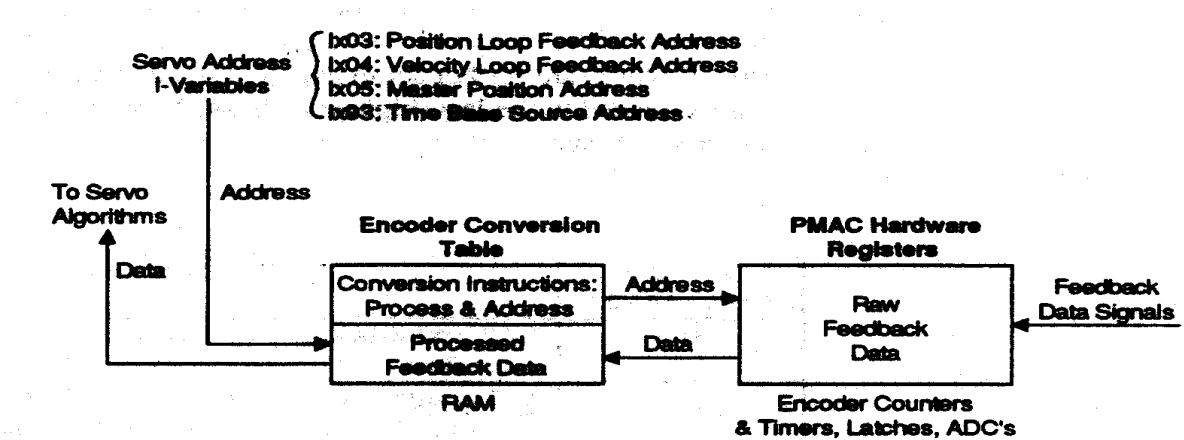 Servo Address
I-Variables
Ix03: Position Loop Feedback Address
Ix04: Velocity Loop Feedback Address
Ix05: Master Position Address
Ix93: Time Base Source Address
To Servo
Algorithms
Address
Data
Encoder Conversion
Table
Conversion Instructions:
Process & Address
Processed
Feedback Data
RAM
Address
Data
PMAC Hardware
Registers
Raw
Feedback
Data
Encoder Counters
& Timers, Latches, ADC's
Feedback
Data Signals